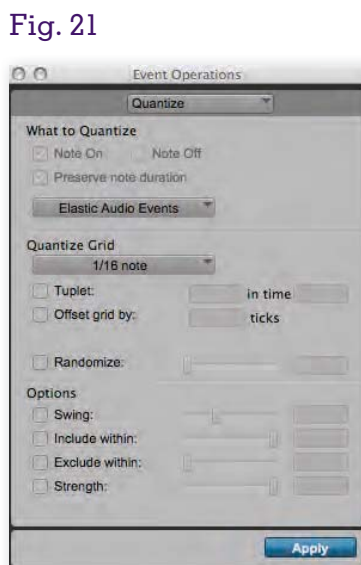 Fig. 21
Event Operations
Quantize
What to Quantize
Note On Note Off
Preserve note duration
Elastic Audio Events
Quantize Grid
1/16 note
Tuplet: in time
Offset grid by: ticks
Randomize:
Options
Swing:
Include within:
Exclude within:
Strength:
Apply